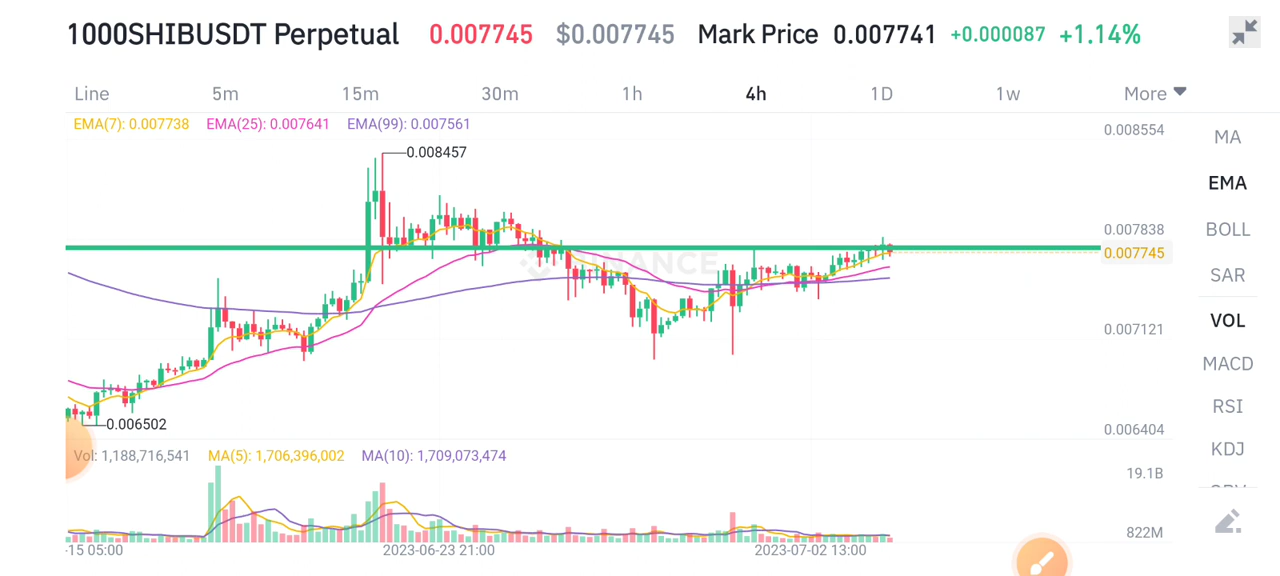 1000SHIBUSDT Perpetual 0.007745 $0.007745 Mark Price 0.007741 +0.000087 +1.14%
Line 5m 15m 30m 1h 4h 1D 1w More
EMA(7): 0.007738 EMA(25): 0.007641 EMA(99): 0.007561
0.008554
MA
0.008457
EMA
0.007838
BOLL
0.007745
SAR
VOL
0.007121
MACD
RSI
0.006502
0.006404
KDJ
Vol: 1,188,716,541 MA(5): 1,706,396,002 MA(10): 1,709,073,474
19.1B
822M
-15 05:00 2023-06-23 21:00 2023-07-02 13:00